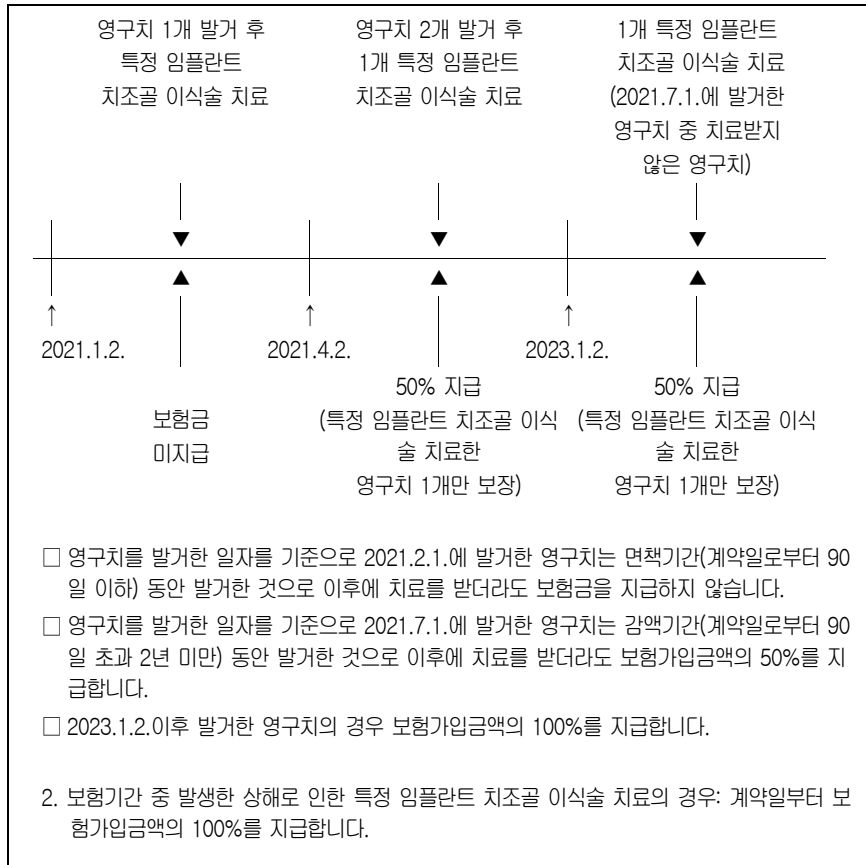 영구치 1개 발거 후
특정 임플란트
치조골 이식술 치료
영구치 2개 발거 후
1개 특정 임플란트
치조골 이식술 치료
1개 특정 임플란트
치조골 이식술 치료
(2021.7.1.에 발거한
영구치 중 치료받지
않은 영구치)
▼ ▼ ▼
▲ ▲ ▲
↑ ↑ ↑
2021.1.2. 2021.4.2. 2023.1.2.
보험금
미지급
50% 지급
(특정 임플란트 치조골 이식
술 치료한
영구치 1개만 보장)
50% 지급
(특정 임플란트 치조골 이식
술 치료한
영구치 1개만 보장)
□ 영구치를 발거한 일자를 기준으로 2021.2.1.에 발거한 영구치는 면책기간(계약일로부터 90
일 이하) 동안 발거한 것으로 이후에 치료를 받더라도 보험금을 지급하지 않습니다.
□ 영구치를 발거한 일자를 기준으로 2021.7.1.에 발거한 영구치는 감액기간(계약일로부터 90
일 초과 2년 미만) 동안 발거한 것으로 이후에 치료를 받더라도 보험가입금액의 50%를 지
급합니다.
□ 2023.1.2.이후 발거한 영구치의 경우 보험가입금액의 100%를 지급합니다.
2. 보험기간 중 발생한 상해로 인한 특정 임플란트 치조골 이식술 치료의 경우: 계약일부터 보
험가입금액의 100%를 지급합니다.